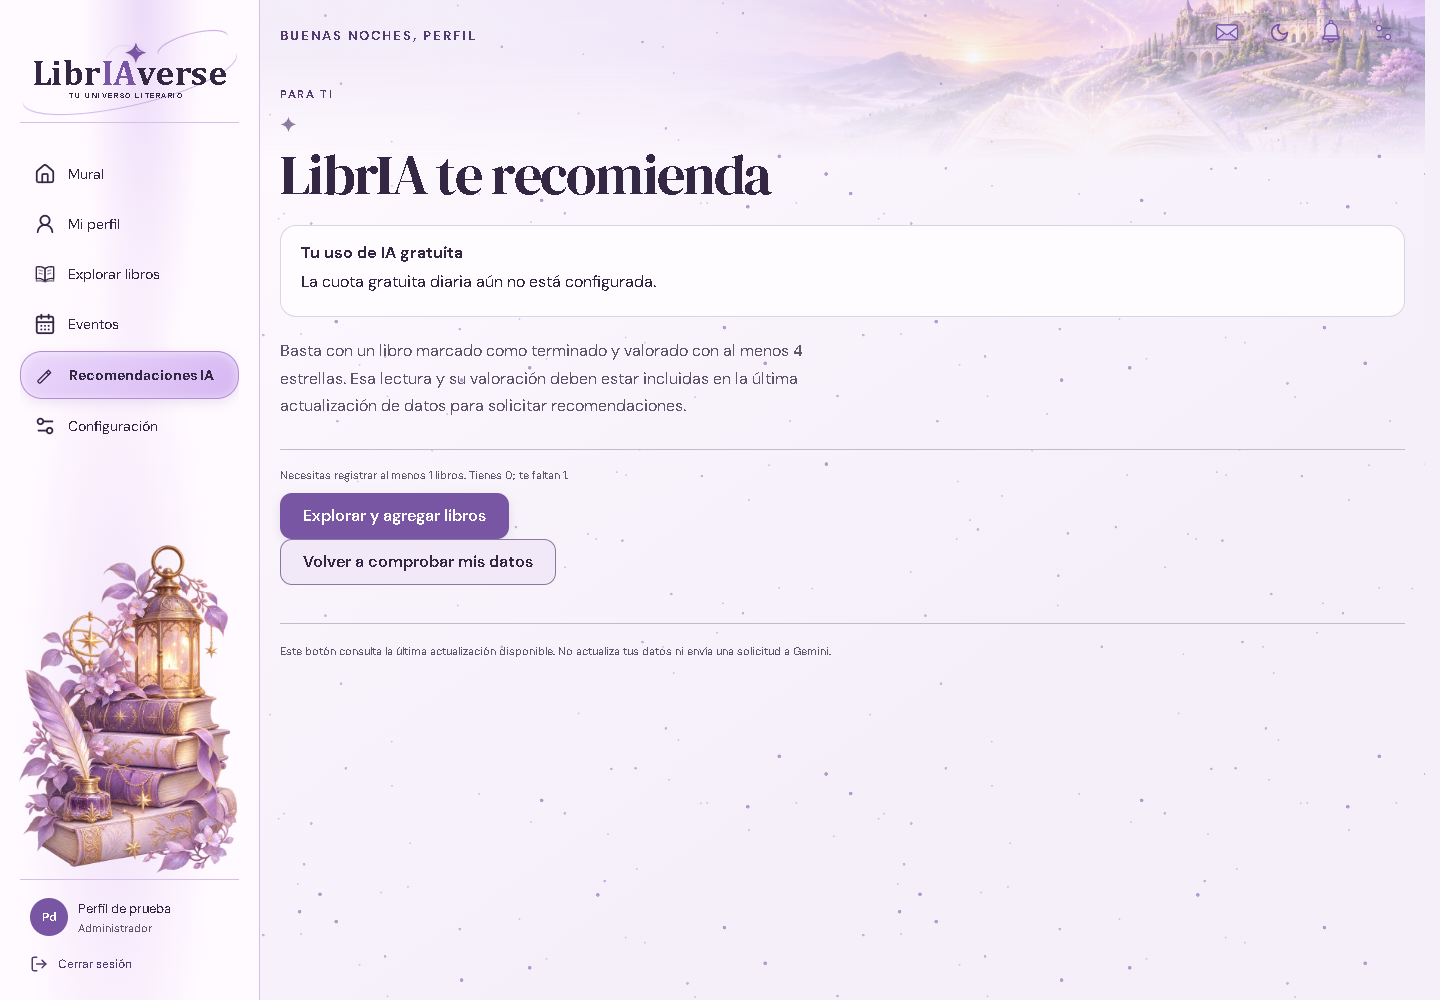 LibrIAverse
TU UNIVERSO LITERARIO
Mural
Mi perfil
Explorar libros
Eventos
Recomendaciones IA
Configuración
Pd
Perfil de prueba
Administrador
Cerrar sesión
BUENAS NOCHES, PERFIL
PARA TI
LibrIA te recomienda
Tu uso de IA gratuita
La cuota gratuita diaria aún no está configurada.
Basta con un libro marcado como terminado y valorado con al menos 4
estrellas. Esa lectura y su valoración deben estar incluidas en la última
actualización de datos para solicitar recomendaciones.
Necesitas registrar al menos 1 libros. Tienes 0; te faltan 1.
Explorar y agregar libros
Volver a comprobar mis datos
Este botón consulta la última actualización disponible. No actualiza tus datos ni envía una solicitud a Gemini.